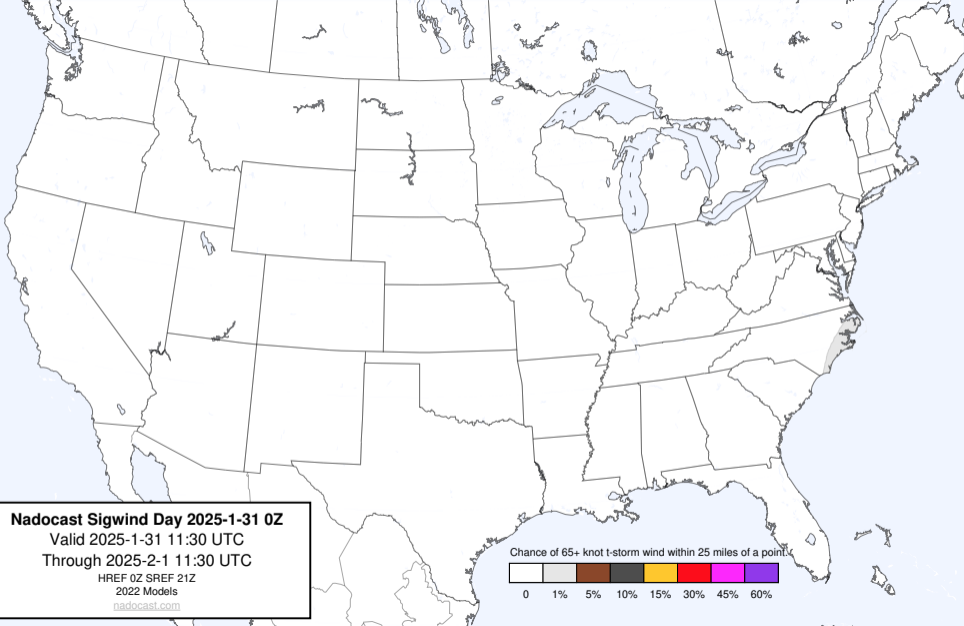 Nadocast Sigwind Day 2025-1-31 0Z
Valid 2025-1-31 11:30 UTC
Through 2025-2-1 11:30 UTC
HREF 0Z SREF 21Z
2022 Models
nadocast.com
Chance of 65+ knot t-storm wind within 25 miles of a point.
0 1% 5% 10% 15% 30% 45% 60%